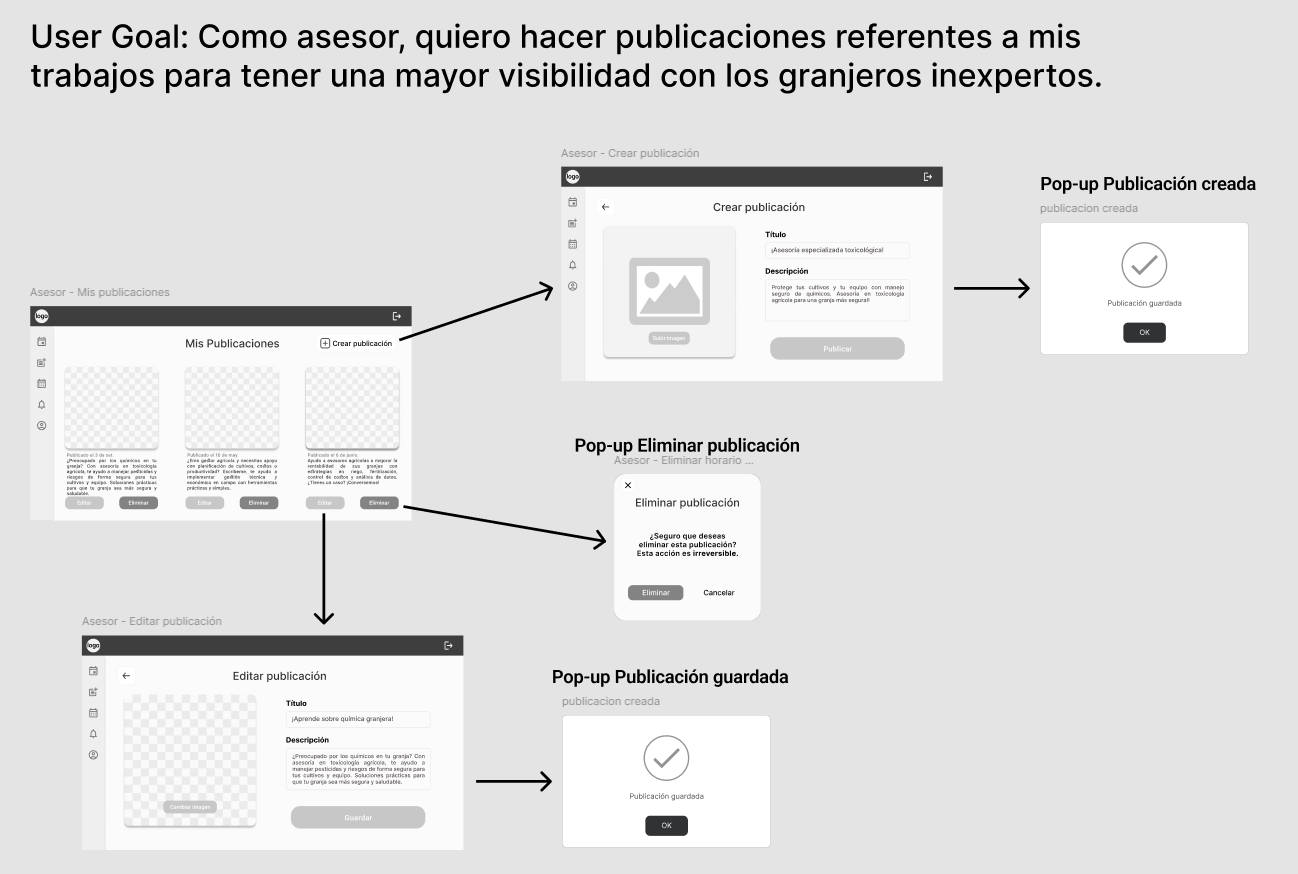 User Goal: Como asesor, quiero hacer publicaciones referentes a mis
trabajos para tener una mayor visibilidad con los granjeros inexpertos.
Asesor - Crear publicación
logo
Crear publicación
Título
¡Asesoría especializada toxicológica!
Descripción
Protege tus cultivos y tu equipo con manejo
seguro de químicos. Asesoría en toxicología
agrícola para una granja más segura!!
Subir imagen
Publicar
Pop-up Publicación creada
publicacion creada
Publicación guardada
OK
Asesor - Mis publicaciones
logo
Mis Publicaciones
Crear publicación
Publicado el 3 de set.
¿Preocupado por los químicos en tu
granja? Con asesoría en toxicología
agrícola, te ayudo a manejar pesticidas y
riesgos de forma segura para tus
cultivos y equipo. Soluciones prácticas
para que tu granja sea más segura y
saludable.
Editar
Eliminar
Publicado el 10 de may.
¿Eres gestor agrícola y necesitas apoyo
con planificación de cultivos, costos o
productividad? Escríbeme, te ayudo a
implementar gestión técnica y
económica en campo con herramientas
prácticas y simples.
Editar
Eliminar
Publicado el 6 de junio.
Ayudo a asesores agrícolas a mejorar la
rentabilidad de sus granjas con
estrategias en riego, fertilización,
control de costos y análisis de datos.
¿Tienes un caso? ¡Conversemos!
Editar
Eliminar
Pop-up Eliminar publicación
Asesor - Eliminar horario ...
Eliminar publicación
¿Seguro que deseas
eliminar esta publicación?
Esta acción es irreversible.
Eliminar
Cancelar
Asesor - Editar publicación
logo
Editar publicación
Título
¡Aprende sobre química granjera!
Descripción
¿Preocupado por los químicos en tu granja? Con
asesoría en toxicología agrícola, te ayudo a
manejar pesticidas y riesgos de forma segura para
tus cultivos y equipo. Soluciones prácticas para
que tu granja sea más segura y saludable.
Cambiar imagen
Guardar
Pop-up Publicación guardada
publicacion creada
Publicación guardada
OK